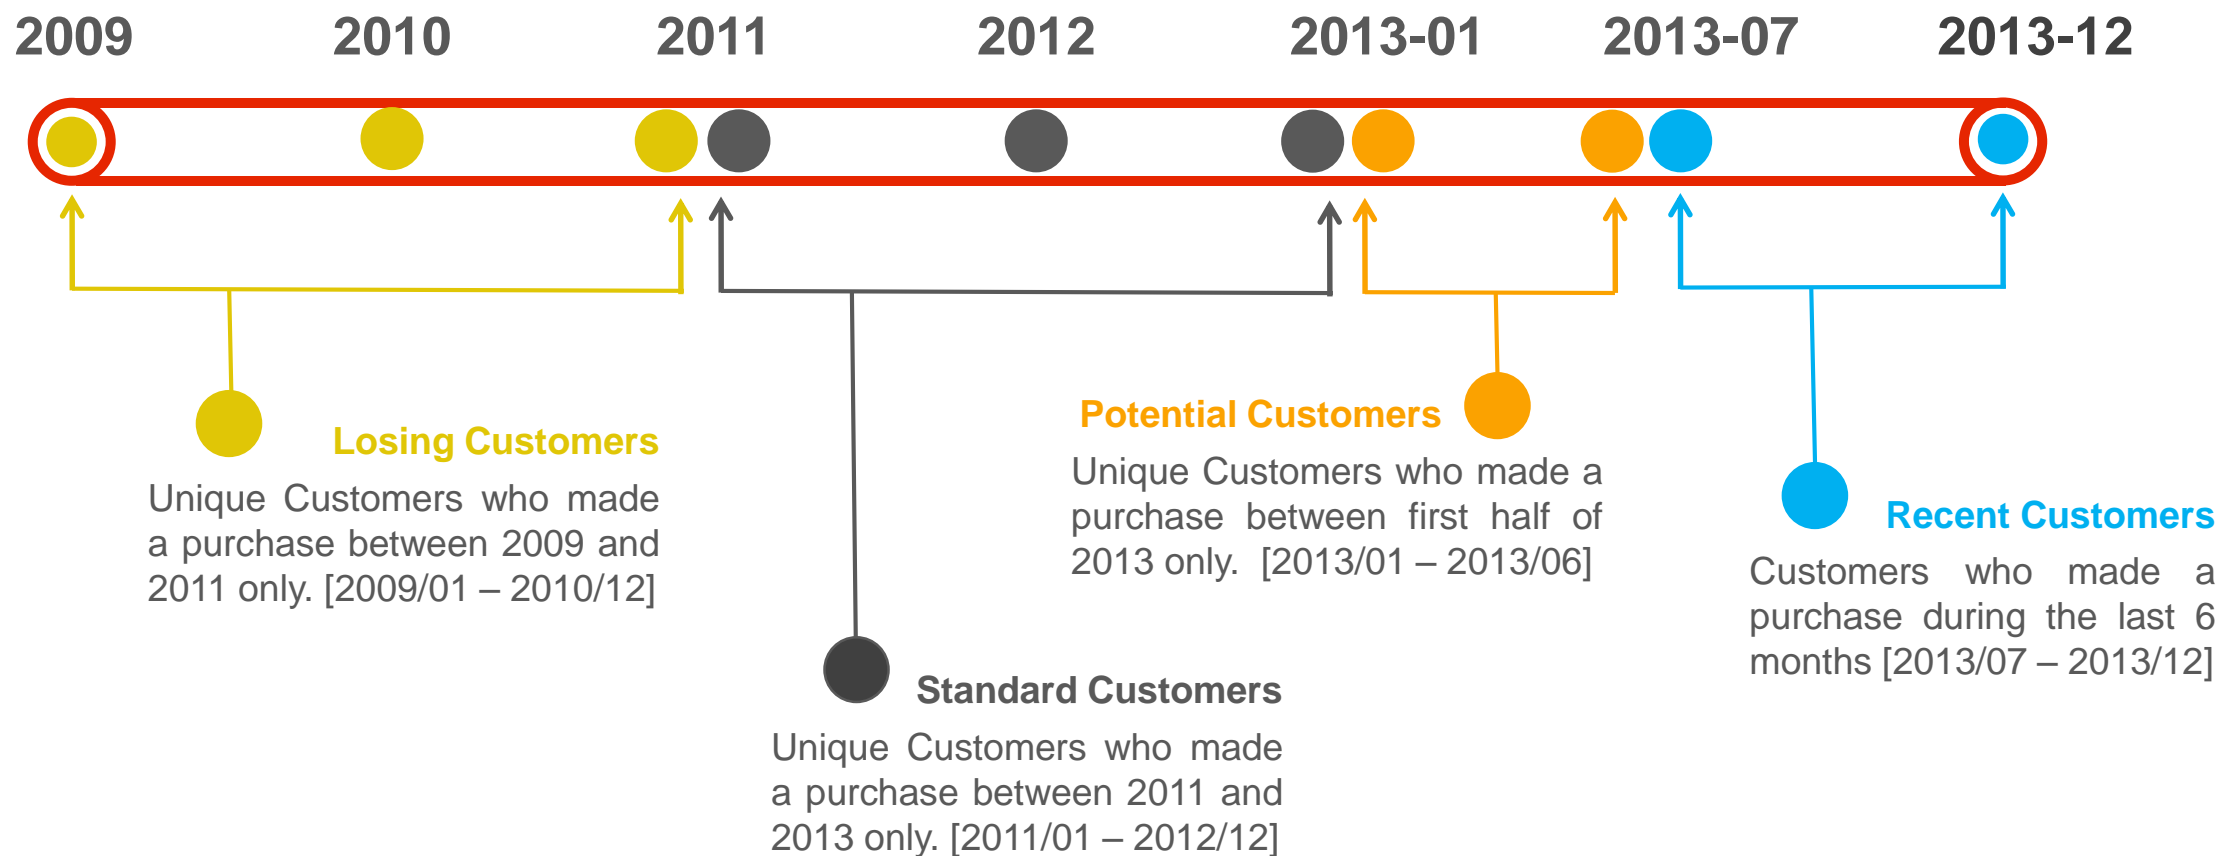 2009 2010 2011 2012 2013-01 2013-07 2013-12
Losing Customers
Unique Customers who made
a purchase between 2009 and
2011 only. [2009/01 – 2010/12]
Standard Customers
Unique Customers who made
a purchase between 2011 and
2013 only. [2011/01 – 2012/12]
Potential Customers
Unique Customers who made a
purchase between first half of
2013 only. [2013/01 – 2013/06]
Recent Customers
Customers who made a
purchase during the last 6
months [2013/07 – 2013/12]